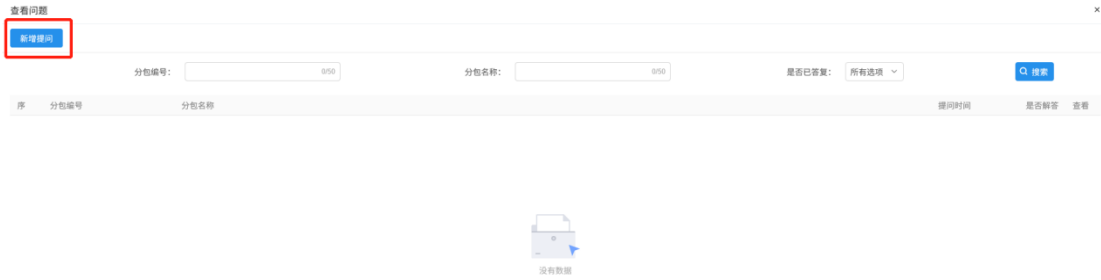 查看问题 ×
新增提问
分包编号： 0/50 分包名称： 0/50 是否已答复： 所有选项 搜索
序 分包编号 分包名称 提问时间 是否解答 查看
没有数据